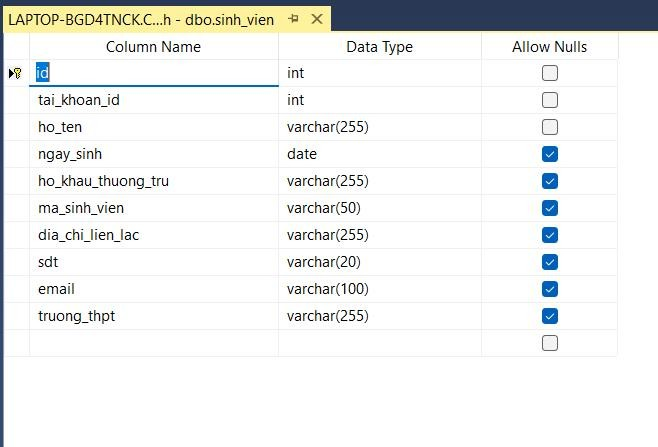 LAPTOP-BGD4TNCK.C...h - dbo.sinh_vien
Column Name Data Type Allow Nulls
id int
tai_khoan_id int
ho_ten varchar(255)
ngay_sinh date
ho_khau_thuong_tru varchar(255)
ma_sinh_vien varchar(50)
dia_chi_lien_lac varchar(255)
sdt varchar(20)
email varchar(100)
truong_thpt varchar(255)